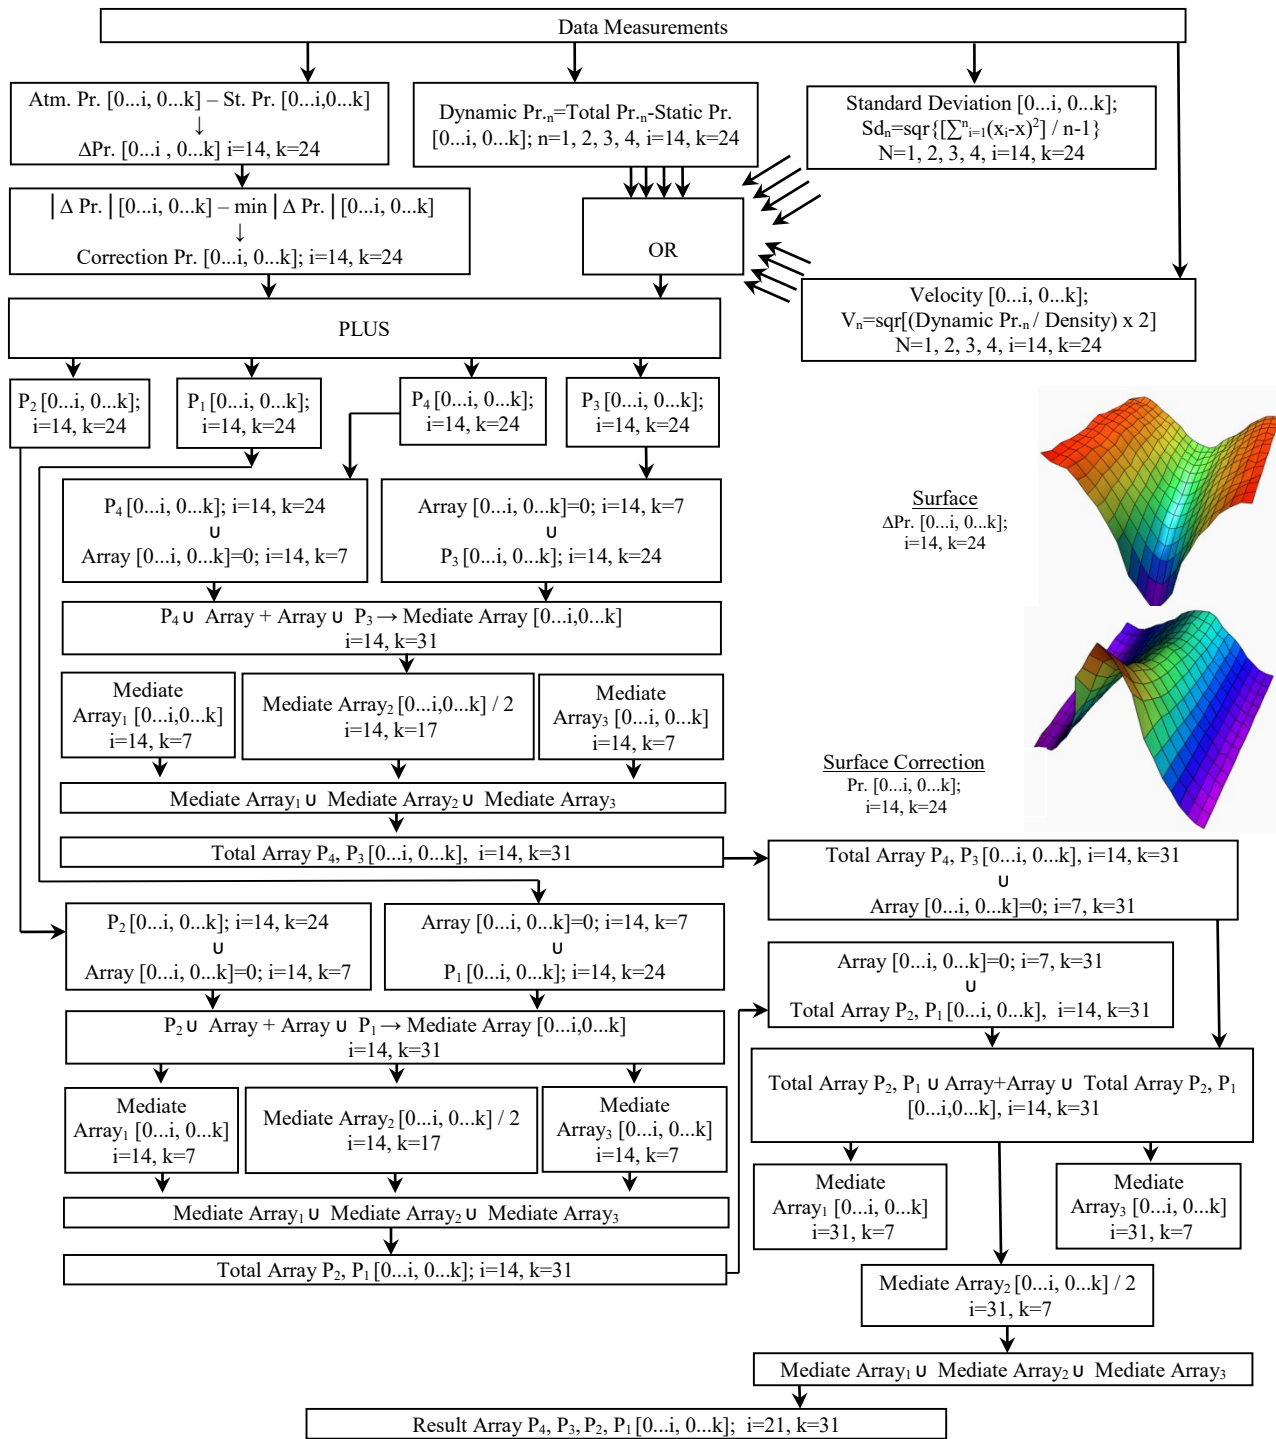 Data Measurements
Atm. Pr. [0...i, 0...k] – St. Pr. [0...i,0...k]
↓
ΔPr. [0...i , 0...k] i=14, k=24
Dynamic Pr.ₙ=Total Pr.ₙ-Static Pr.
[0...i, 0...k]; n=1, 2, 3, 4, i=14, k=24
Standard Deviation [0...i, 0...k];
Sdₙ=sqr{[∑ⁿᵢ₌₁(xᵢ-x)²] / n-1}
N=1, 2, 3, 4, i=14, k=24
|Δ Pr.| [0...i, 0...k] – min|Δ Pr.| [0...i, 0...k]
↓
Correction Pr. [0...i, 0...k]; i=14, k=24
OR
Velocity [0...i, 0...k];
Vₙ=sqr[(Dynamic Pr.ₙ / Density) x 2]
N=1, 2, 3, 4, i=14, k=24
PLUS
P₂ [0...i, 0...k];
i=14, k=24
P₁ [0...i, 0...k];
i=14, k=24
P₄ [0...i, 0...k];
i=14, k=24
P₃ [0...i, 0...k];
i=14, k=24
P₄ [0...i, 0...k]; i=14, k=24
∪
Array [0...i, 0...k]=0; i=14, k=7
Array [0...i, 0...k]=0; i=14, k=7
∪
P₃ [0...i, 0...k]; i=14, k=24
Surface
ΔPr. [0...i, 0...k];
i=14, k=24
P₄ ∪ Array + Array ∪ P₃ → Mediate Array [0...i,0...k]
i=14, k=31
Mediate
Array₁ [0...i,0...k]
i=14, k=7
Mediate Array₂ [0...i,0...k] / 2
i=14, k=17
Mediate
Array₃ [0...i, 0...k]
i=14, k=7
Surface Correction
Pr. [0...i, 0...k];
i=14, k=24
Mediate Array₁ ∪ Mediate Array₂ ∪ Mediate Array₃
Total Array P₄, P₃ [0...i, 0...k], i=14, k=31
Total Array P₄, P₃ [0...i, 0...k], i=14, k=31
∪
Array [0...i, 0...k]=0; i=7, k=31
P₂ [0...i, 0...k]; i=14, k=24
∪
Array [0...i, 0...k]=0; i=14, k=7
Array [0...i, 0...k]=0; i=14, k=7
∪
P₁ [0...i, 0...k]; i=14, k=24
Array [0...i, 0...k]=0; i=7, k=31
∪
Total Array P₂, P₁ [0...i, 0...k], i=14, k=31
P₂ ∪ Array + Array ∪ P₁ → Mediate Array [0...i,0...k]
i=14, k=31
Total Array P₂, P₁ ∪ Array+Array ∪ Total Array P₂, P₁
[0...i,0...k], i=14, k=31
Mediate
Array₁ [0...i, 0...k]
i=14, k=7
Mediate Array₂ [0...i, 0...k] / 2
i=14, k=17
Mediate
Array₃ [0...i, 0...k]
i=14, k=7
Mediate
Array₁ [0...i, 0...k]
i=31, k=7
Mediate
Array₃ [0...i, 0...k]
i=31, k=7
Mediate Array₁ ∪ Mediate Array₂ ∪ Mediate Array₃
Total Array P₂, P₁ [0...i, 0...k]; i=14, k=31
Mediate Array₂ [0...i, 0...k] / 2
i=31, k=7
Mediate Array₁ ∪ Mediate Array₂ ∪ Mediate Array₃
Result Array P₄, P₃, P₂, P₁ [0...i, 0...k]; i=21, k=31